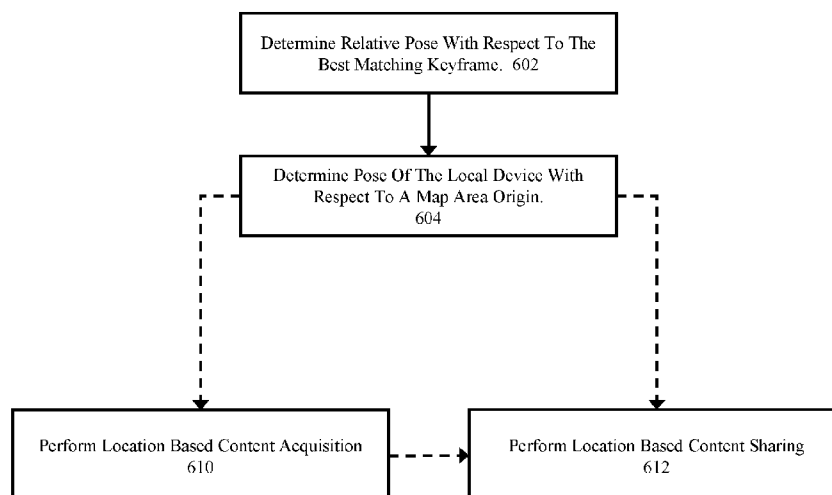 Determine Relative Pose With Respect To The
Best Matching Keyframe. 602
Determine Pose Of The Local Device With
Respect To A Map Area Origin.
604
Perform Location Based Content Acquisition
610
Perform Location Based Content Sharing
612